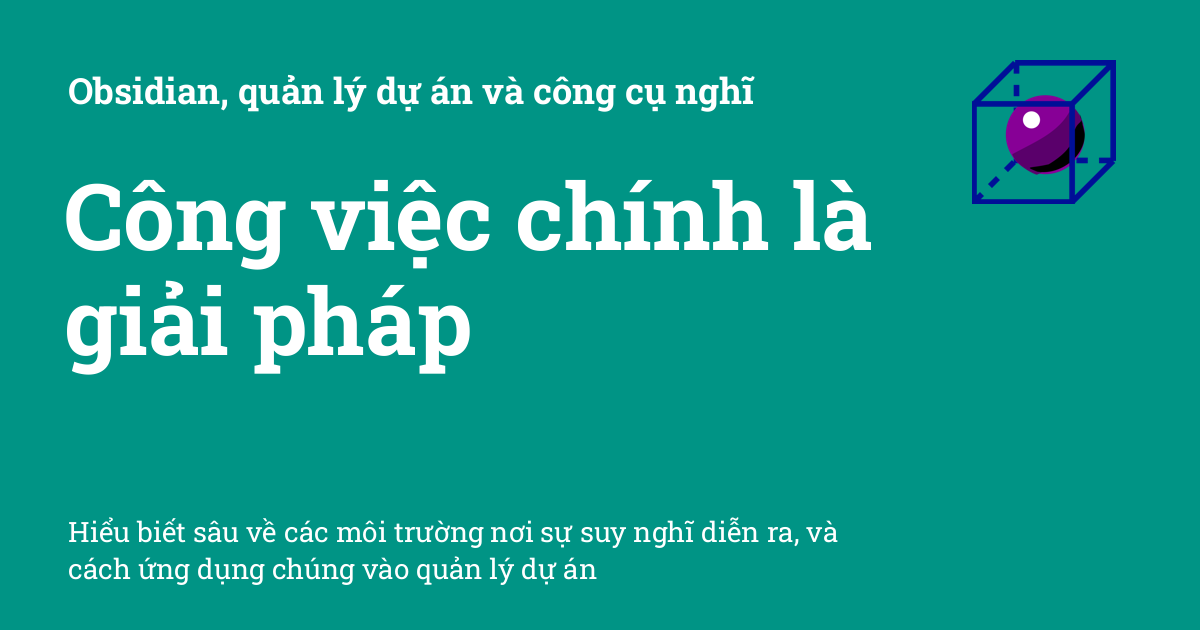 Obsidian, quản lý dự án và công cụ nghĩ
Công việc chính là
giải pháp
Hiểu biết sâu về các môi trường nơi sự suy nghĩ diễn ra, và
cách ứng dụng chúng vào quản lý dự án